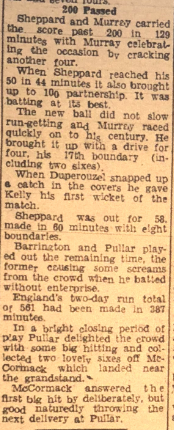 200 Passed
Sheppard and Murray carried
the score past 200 in 129
minutes with Murray celebrat-
ing the occasion by cracking
another four.
When Sheppard reached his
50 in 44 minutes it also brought
up to 100 partnership. It was
batting at its best.
The new ball did not slow
run-getting and Murray raced
quickly on to his century. He
brought it up with a drive for
four, his 17th boundary (in-
cluding two sixes).
When Duperouzel snapped up
a catch in the covers he gave
Kelly his first wicket of the
match.
Sheppard was out for 58,
made in 60 minutes with eight
boundaries.
Barrington and Pullar play-
ed out the remaining time, the
former causing some screams
from the crowd when he batted
without enterprise.
England's two-day run total
of 561 had been made in 387
minutes.
In a bright closing period of
play Pullar delighted the crowd
with some big hitting and col-
lected two lovely sixes off Mc-
Cormack which landed near
the grandstand.
McCormack answered the
first big hit by deliberately, but
good naturedly throwing the
next delivery at Pullar.